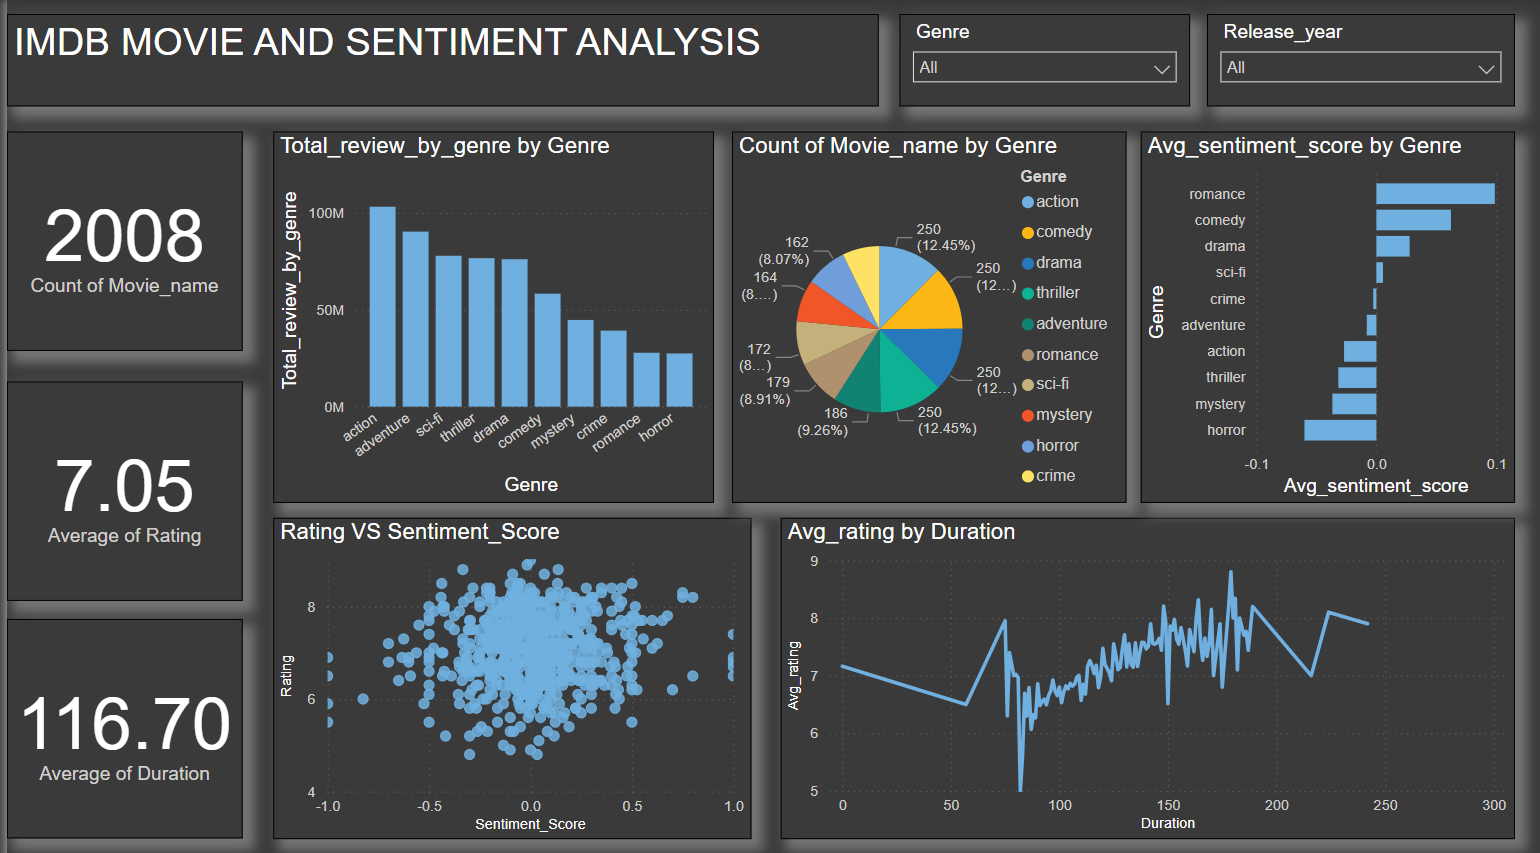 IMDB MOVIE AND SENTIMENT ANALYSIS
Genre
All
Release_year
All
2008
Count of Movie_name
7.05
Average of Rating
116.70
Average of Duration
Total_review_by_genre by Genre
Total_review_by_genre
100M
50M
0M
action
adventure
sci-fi
thriller
drama
comedy
mystery
crime
romance
horror
Genre
Count of Movie_name by Genre
250
(12.45%)
250
(12...)
250
(12...)
250
(12.45%)
186
(9.26%)
179
(8.91%)
172
(8...)
164
(8....)
162
(8.07%)
Genre
action
comedy
drama
thriller
adventure
romance
sci-fi
mystery
horror
crime
Avg_sentiment_score by Genre
Genre
romance
comedy
drama
sci-fi
crime
adventure
action
thriller
mystery
horror
-0.1
0.0
0.1
Avg_sentiment_score
Rating VS Sentiment_Score
Rating
8
6
4
-1.0
-0.5
0.0
0.5
1.0
Sentiment_Score
Avg_rating by Duration
Avg_rating
9
8
7
6
5
0
50
100
150
200
250
300
Duration